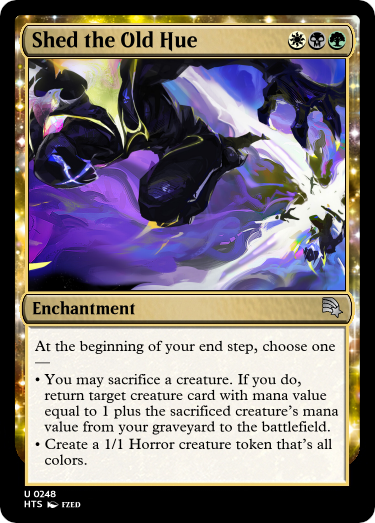 Shed the Old Hue
Enchantment
At the beginning of your end step, choose one
—
• You may sacrifice a creature. If you do,
return target creature card with mana value
equal to 1 plus the sacrificed creature's mana
value from your graveyard to the battlefield.
• Create a 1/1 Horror creature token that's all
colors.
U 0248
HTS FZED